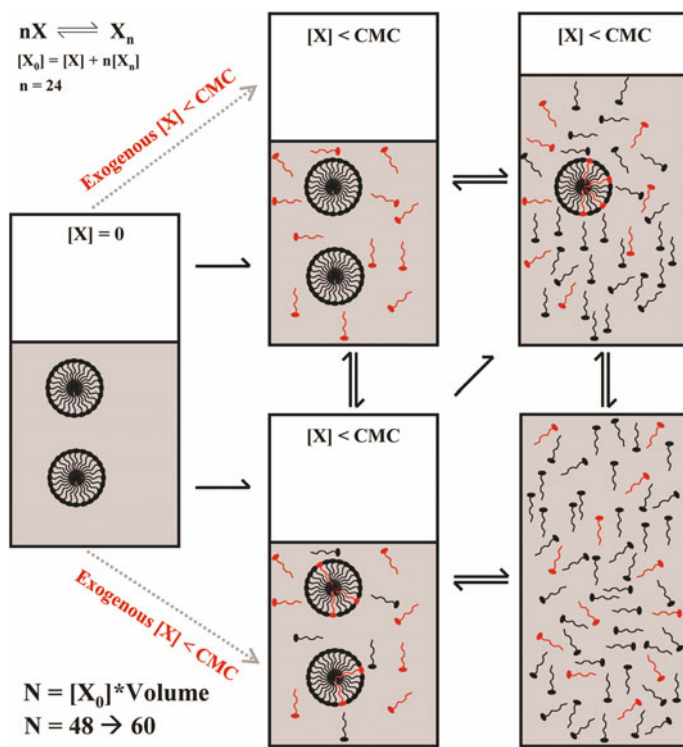 nX ⇌ Xn
[X0] = [X] + n[Xn]
n = 24
Exogenous [X] < CMC
[X] < CMC
[X] < CMC
[X] = 0
[X] < CMC
Exogenous [X] < CMC
N = [X0]*Volume
N = 48 → 60